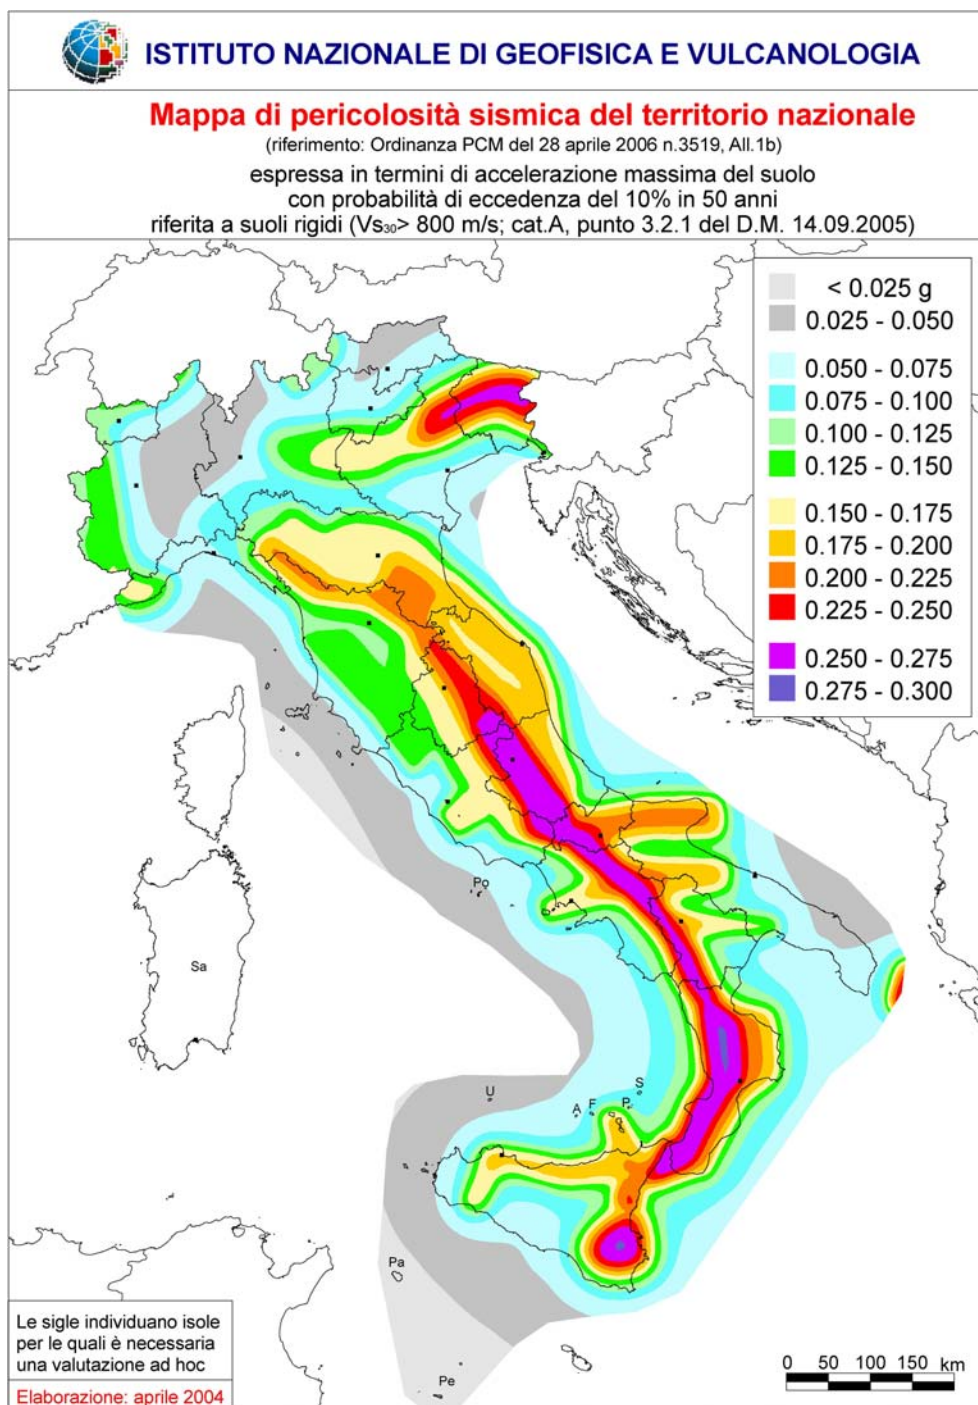 ISTITUTO NAZIONALE DI GEOFISICA E VULCANOLOGIA
Mappa di pericolosità sismica del territorio nazionale
(riferimento: Ordinanza PCM del 28 aprile 2006 n.3519, All.1b)
espressa in termini di accelerazione massima del suolo
con probabilità di eccedenza del 10% in 50 anni
riferita a suoli rigidi (Vs30> 800 m/s; cat.A, punto 3.2.1 del D.M. 14.09.2005)
< 0.025 g
0.025 - 0.050
0.050 - 0.075
0.075 - 0.100
0.100 - 0.125
0.125 - 0.150
0.150 - 0.175
0.175 - 0.200
0.200 - 0.225
0.225 - 0.250
0.250 - 0.275
0.275 - 0.300
Po
Sa
U
A
F
P
S
Pa
Pe
Le sigle individuano isole
per le quali è necessaria
una valutazione ad hoc
Elaborazione: aprile 2004
0 50 100 150 km